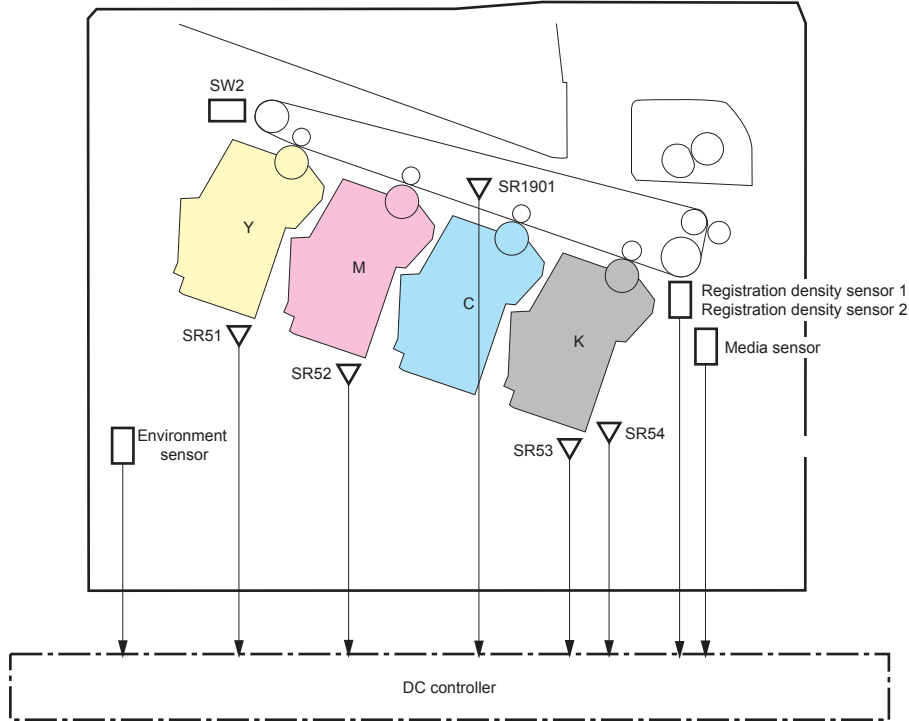 SW2
SR1901
Y
M
C
K
Registration density sensor 1
Registration density sensor 2
Media sensor
SR51
SR52
SR53
SR54
Environment
sensor
DC controller